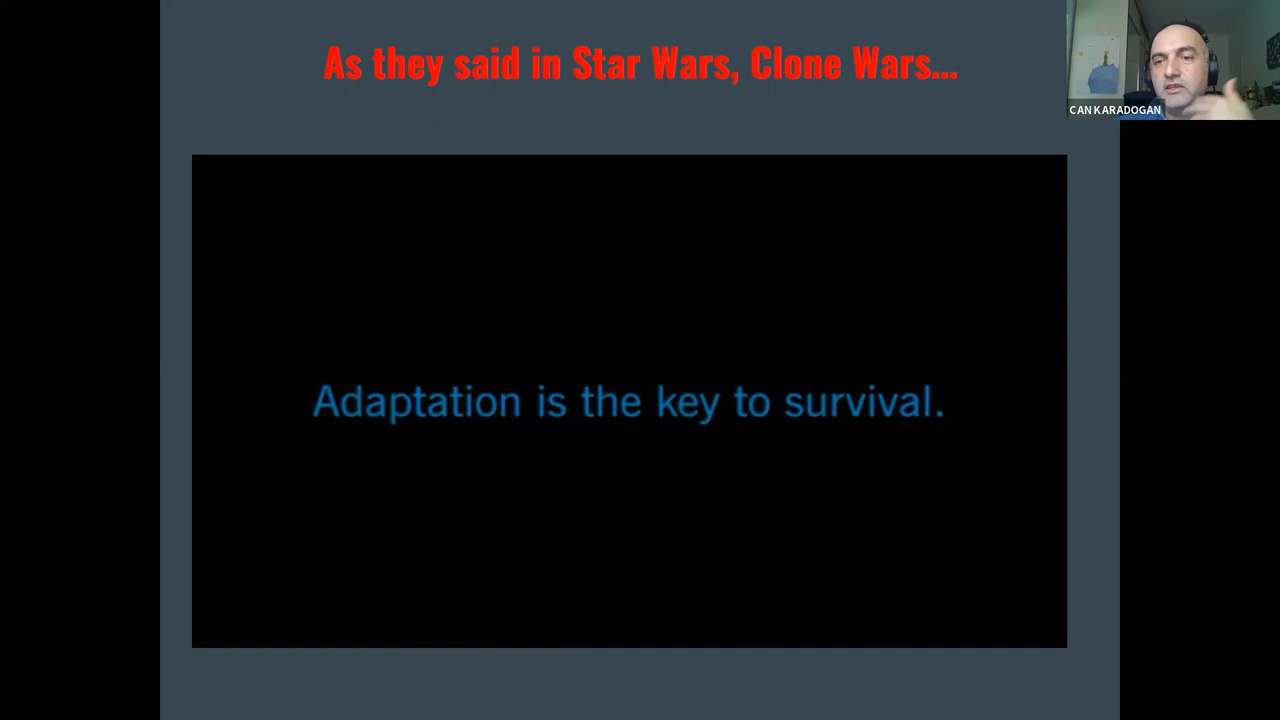 As they said in Star Wars, Clone Wars...
CAN KARADOGAN
Adaptation is the key to survival.